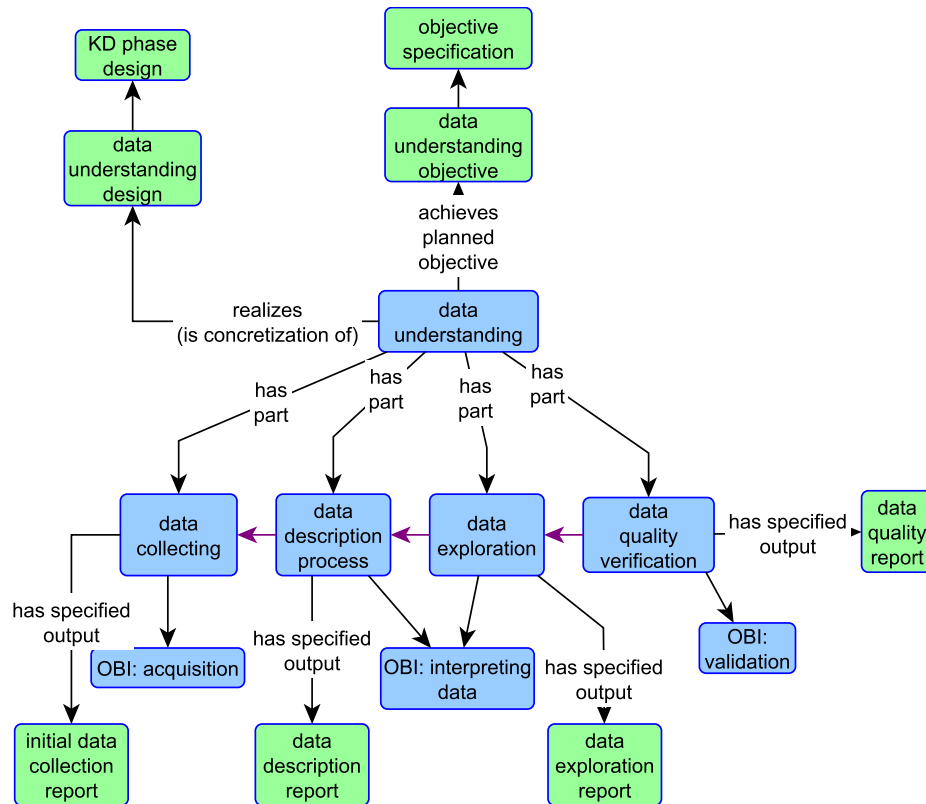 objective
specification
KD phase
design
data
understanding
objective
data
understanding
design
achieves
planned
objective
realizes
(is concretization of)
data
understanding
has
part
has
part
has
part
has
part
data
collecting
data
description
process
data
exploration
data
quality
verification
has specified
output
data
quality
report
has specified
output
OBI: acquisition
has specified
output
OBI: interpreting
data
has specified
output
OBI:
validation
initial data
collection
report
data
description
report
data
exploration
report